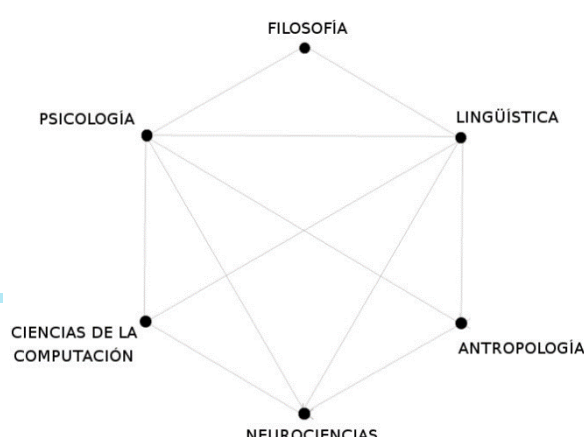 FILOSOFÍA
PSICOLOGÍA
LINGÜÍSTICA
CIENCIAS DE LA
COMPUTACIÓN
ANTROPOLOGÍA
NEUROCIENCIAS